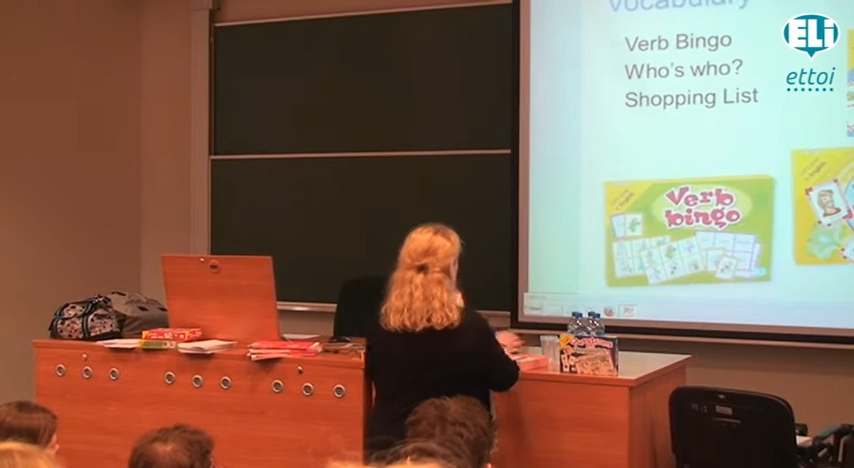 vocabulary
Verb Bingo
Who's who?
Shopping List
Verb
bingo
ELi
ettoi